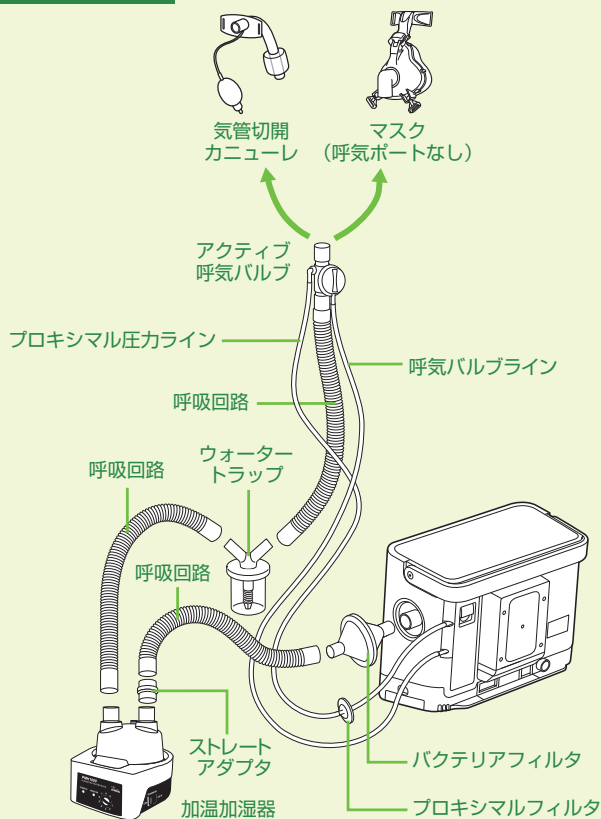 気管切開
カニューレ
マスク
（呼気ポートなし）
アクティブ
呼気バルブ
プロキシマル圧力ライン
呼気バルブライン
呼吸回路
ウォーター
トラップ
呼吸回路
呼吸回路
ストレート
アダプタ
バクテリアフィルタ
加温加湿器
プロキシマルフィルタ